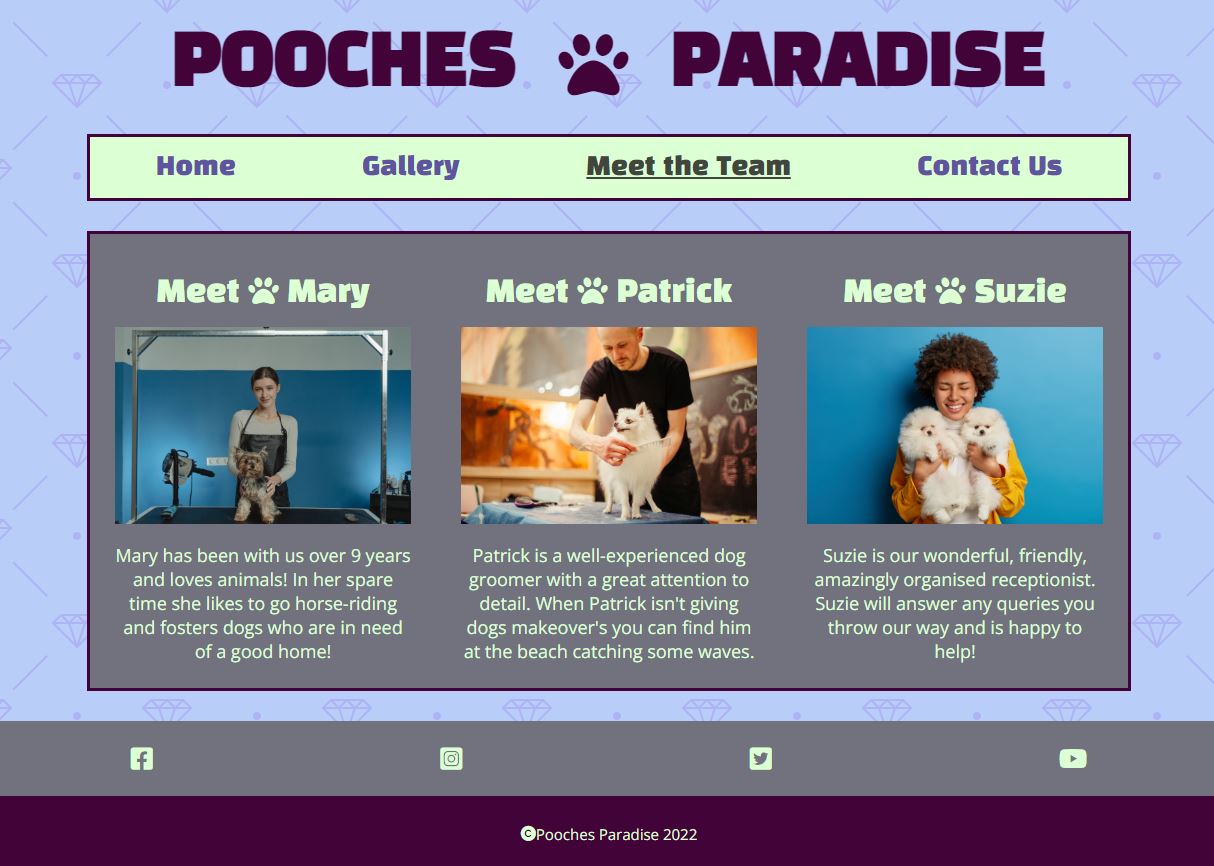 POOCHES PARADISE
Home Gallery Meet the Team Contact Us
Meet Mary
Mary has been with us over 9 years
and loves animals! In her spare
time she likes to go horse-riding
and fosters dogs who are in need
of a good home!
Meet Patrick
Patrick is a well-experienced dog
groomer with a great attention to
detail. When Patrick isn't giving
dogs makeover's you can find him
at the beach catching some waves.
Meet Suzie
Suzie is our wonderful, friendly,
amazingly organised receptionist.
Suzie will answer any queries you
throw our way and is happy to
help!
©Pooches Paradise 2022